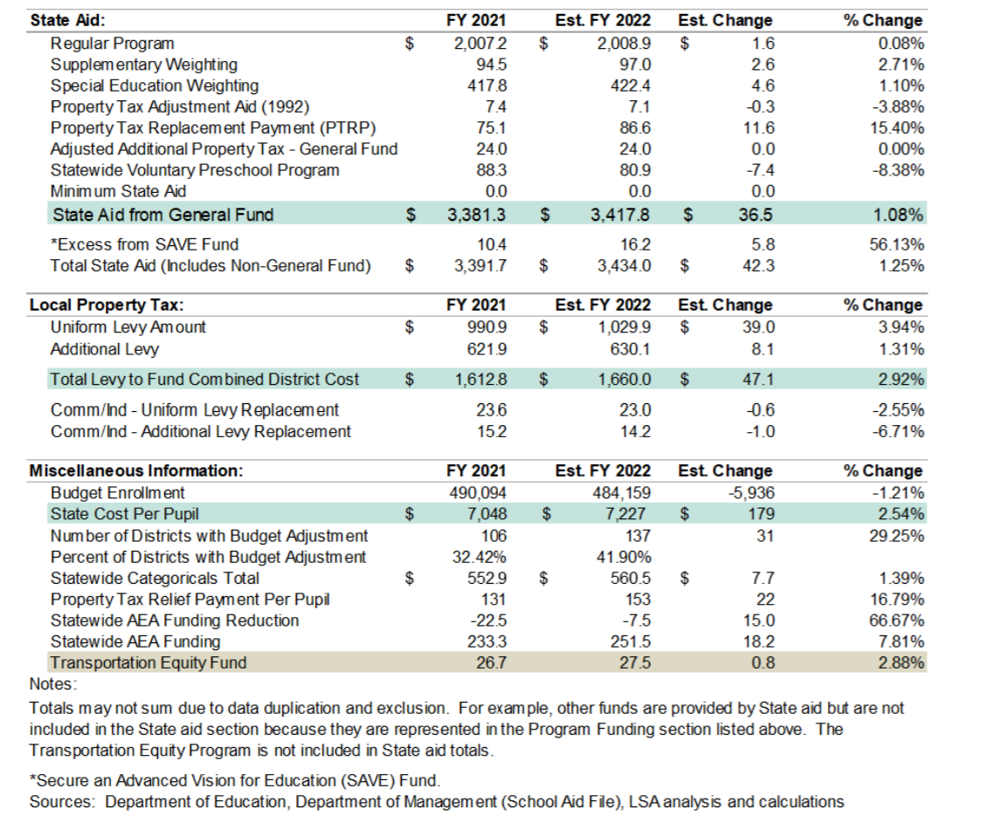 State Aid: FY 2021 Est. FY 2022 Est. Change % Change
Regular Program $ 2,007.2 $ 2,008.9 $ 1.6 0.08%
Supplementary Weighting 94.5 97.0 2.6 2.71%
Special Education Weighting 417.8 422.4 4.6 1.10%
Property Tax Adjustment Aid (1992) 7.4 7.1 -0.3 -3.88%
Property Tax Replacement Payment (PTRP) 75.1 86.6 11.6 15.40%
Adjusted Additional Property Tax - General Fund 24.0 24.0 0.0 0.00%
Statewide Voluntary Preschool Program 88.3 80.9 -7.4 -8.38%
Minimum State Aid 0.0 0.0 0.0
State Aid from General Fund $ 3,381.3 $ 3,417.8 $ 36.5 1.08%
*Excess from SAVE Fund 10.4 16.2 5.8 56.13%
Total State Aid (Includes Non-General Fund) $ 3,391.7 $ 3,434.0 $ 42.3 1.25%
Local Property Tax: FY 2021 Est. FY 2022 Est. Change % Change
Uniform Levy Amount $ 990.9 $ 1,029.9 $ 39.0 3.94%
Additional Levy 621.9 630.1 8.1 1.31%
Total Levy to Fund Combined District Cost $ 1,612.8 $ 1,660.0 $ 47.1 2.92%
Comm/Ind - Uniform Levy Replacement 23.6 23.0 -0.6 -2.55%
Comm/Ind - Additional Levy Replacement 15.2 14.2 -1.0 -6.71%
Miscellaneous Information: FY 2021 Est. FY 2022 Est. Change % Change
Budget Enrollment 490,094 484,159 -5,936 -1.21%
State Cost Per Pupil $ 7,048 $ 7,227 $ 179 2.54%
Number of Districts with Budget Adjustment 106 137 31 29.25%
Percent of Districts with Budget Adjustment 32.42% 41.90%
Statewide Categoricals Total $ 552.9 $ 560.5 $ 7.7 1.39%
Property Tax Relief Payment Per Pupil 131 153 22 16.79%
Statewide AEA Funding Reduction -22.5 -7.5 15.0 66.67%
Statewide AEA Funding 233.3 251.5 18.2 7.81%
Transportation Equity Fund 26.7 27.5 0.8 2.88%
Notes:
Totals may not sum due to data duplication and exclusion. For example, other funds are provided by State aid but are not
included in the State aid section because they are represented in the Program Funding section listed above. The
Transportation Equity Program is not included in State aid totals.
*Secure an Advanced Vision for Education (SAVE) Fund.
Sources: Department of Education, Department of Management (School Aid File), LSA analysis and calculations